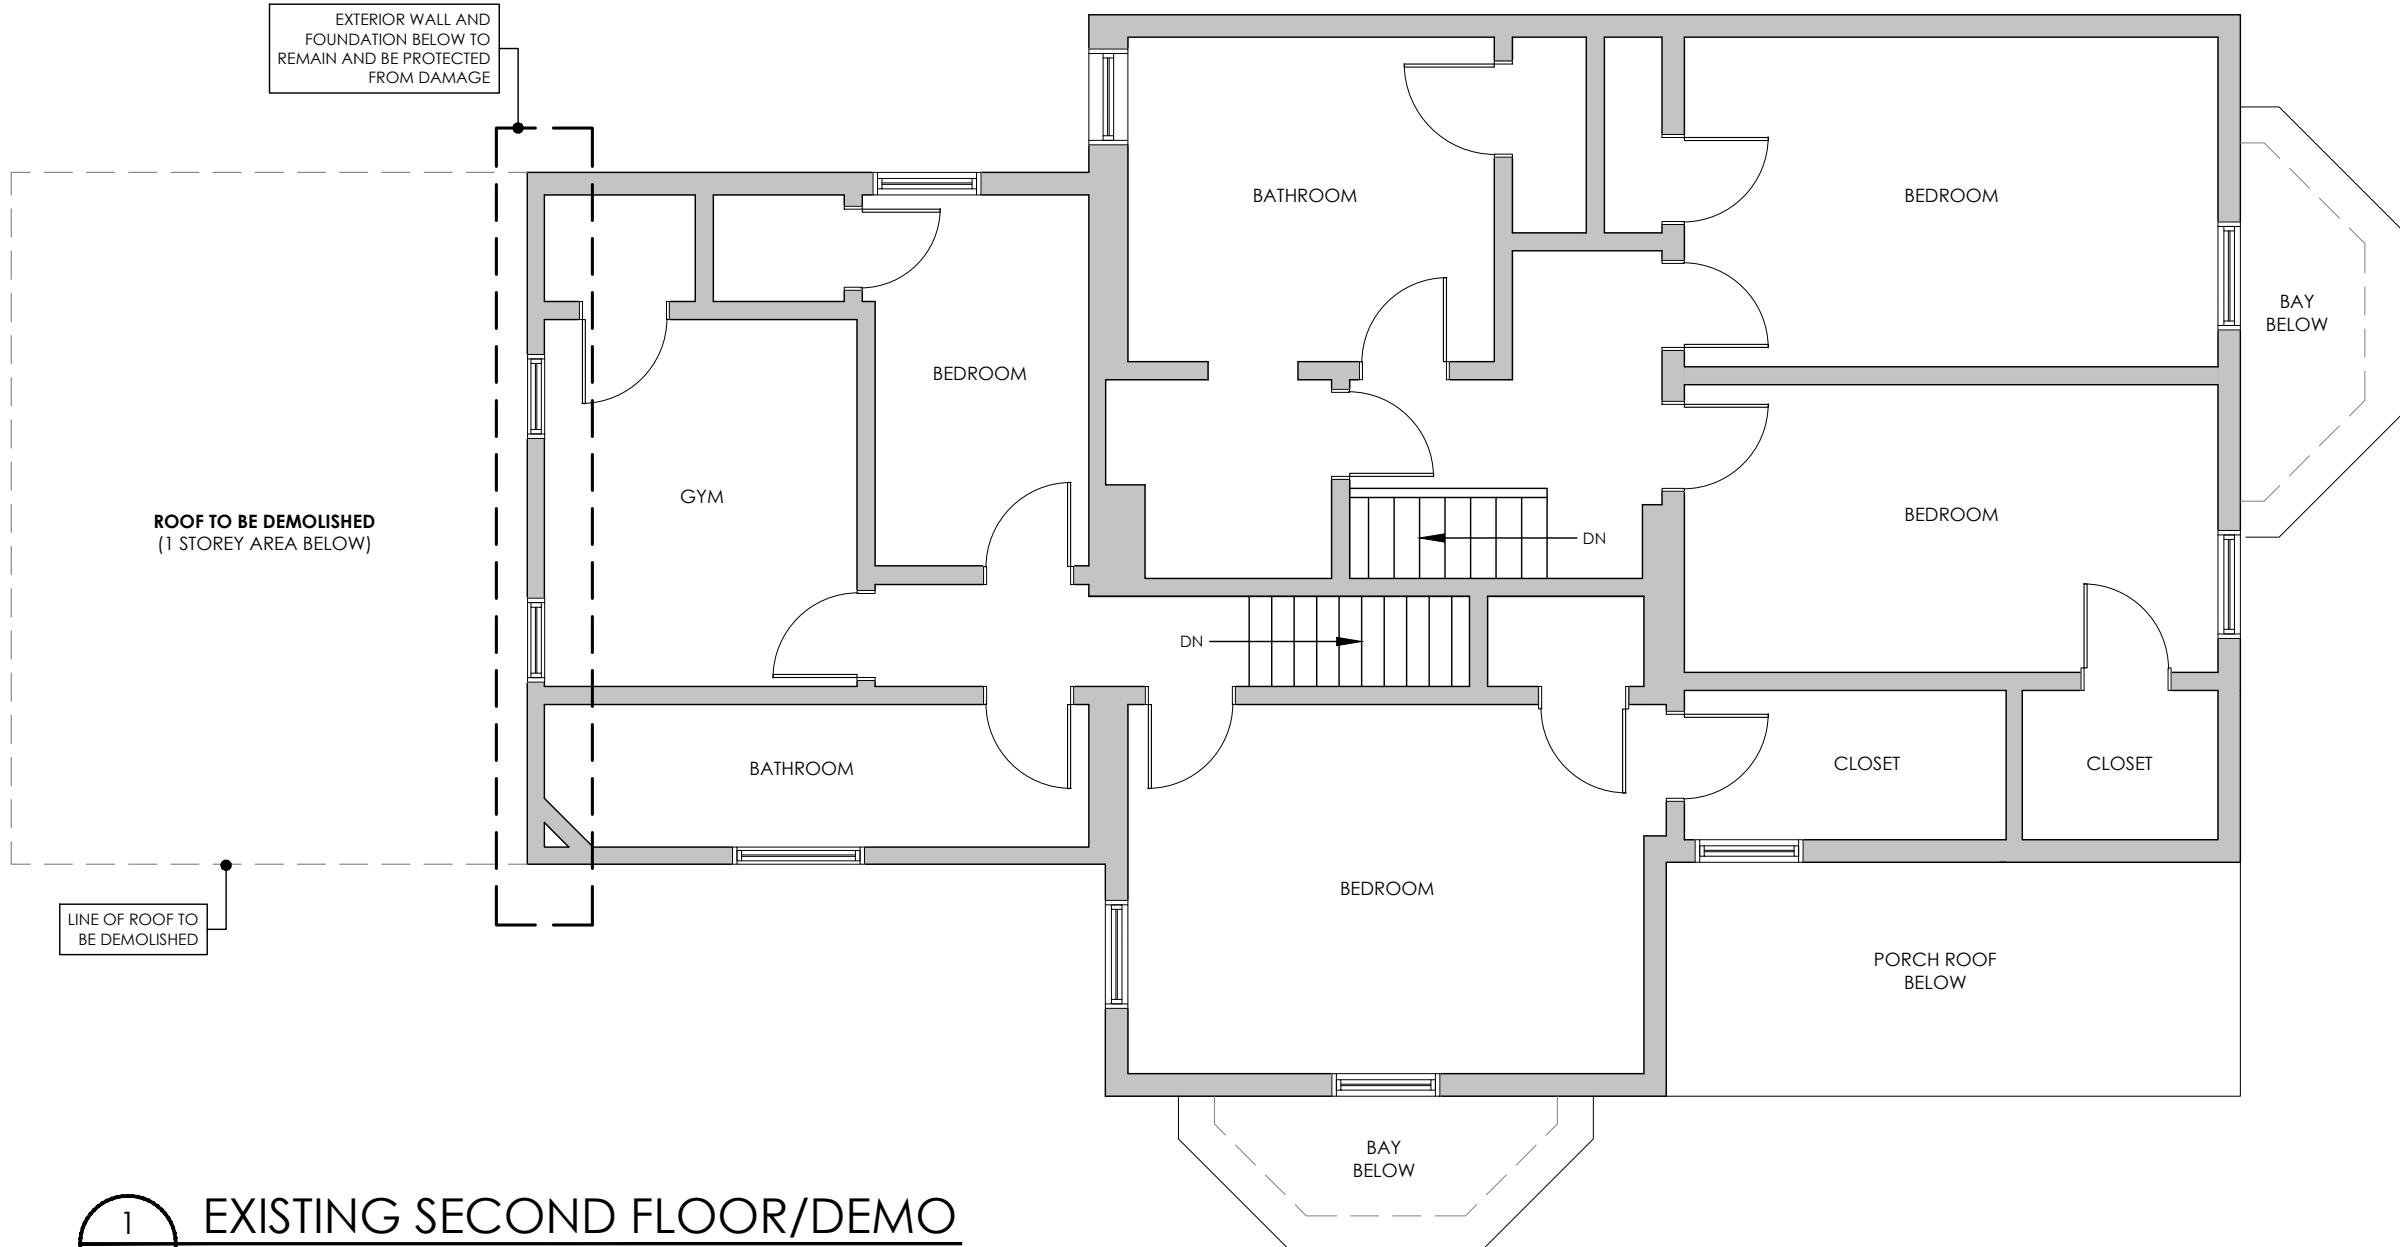 EXTERIOR WALL AND
FOUNDATION BELOW TO
REMAIN AND BE PROTECTED
FROM DAMAGE
BATHROOM
BEDROOM
BAY
BELOW
BEDROOM
GYM
ROOF TO BE DEMOLISHED
(1 STOREY AREA BELOW)
BEDROOM
DN
DN
BATHROOM
CLOSET
CLOSET
BEDROOM
LINE OF ROOF TO
BE DEMOLISHED
PORCH ROOF
BELOW
BAY
BELOW
1
EXISTING SECOND FLOOR/DEMO